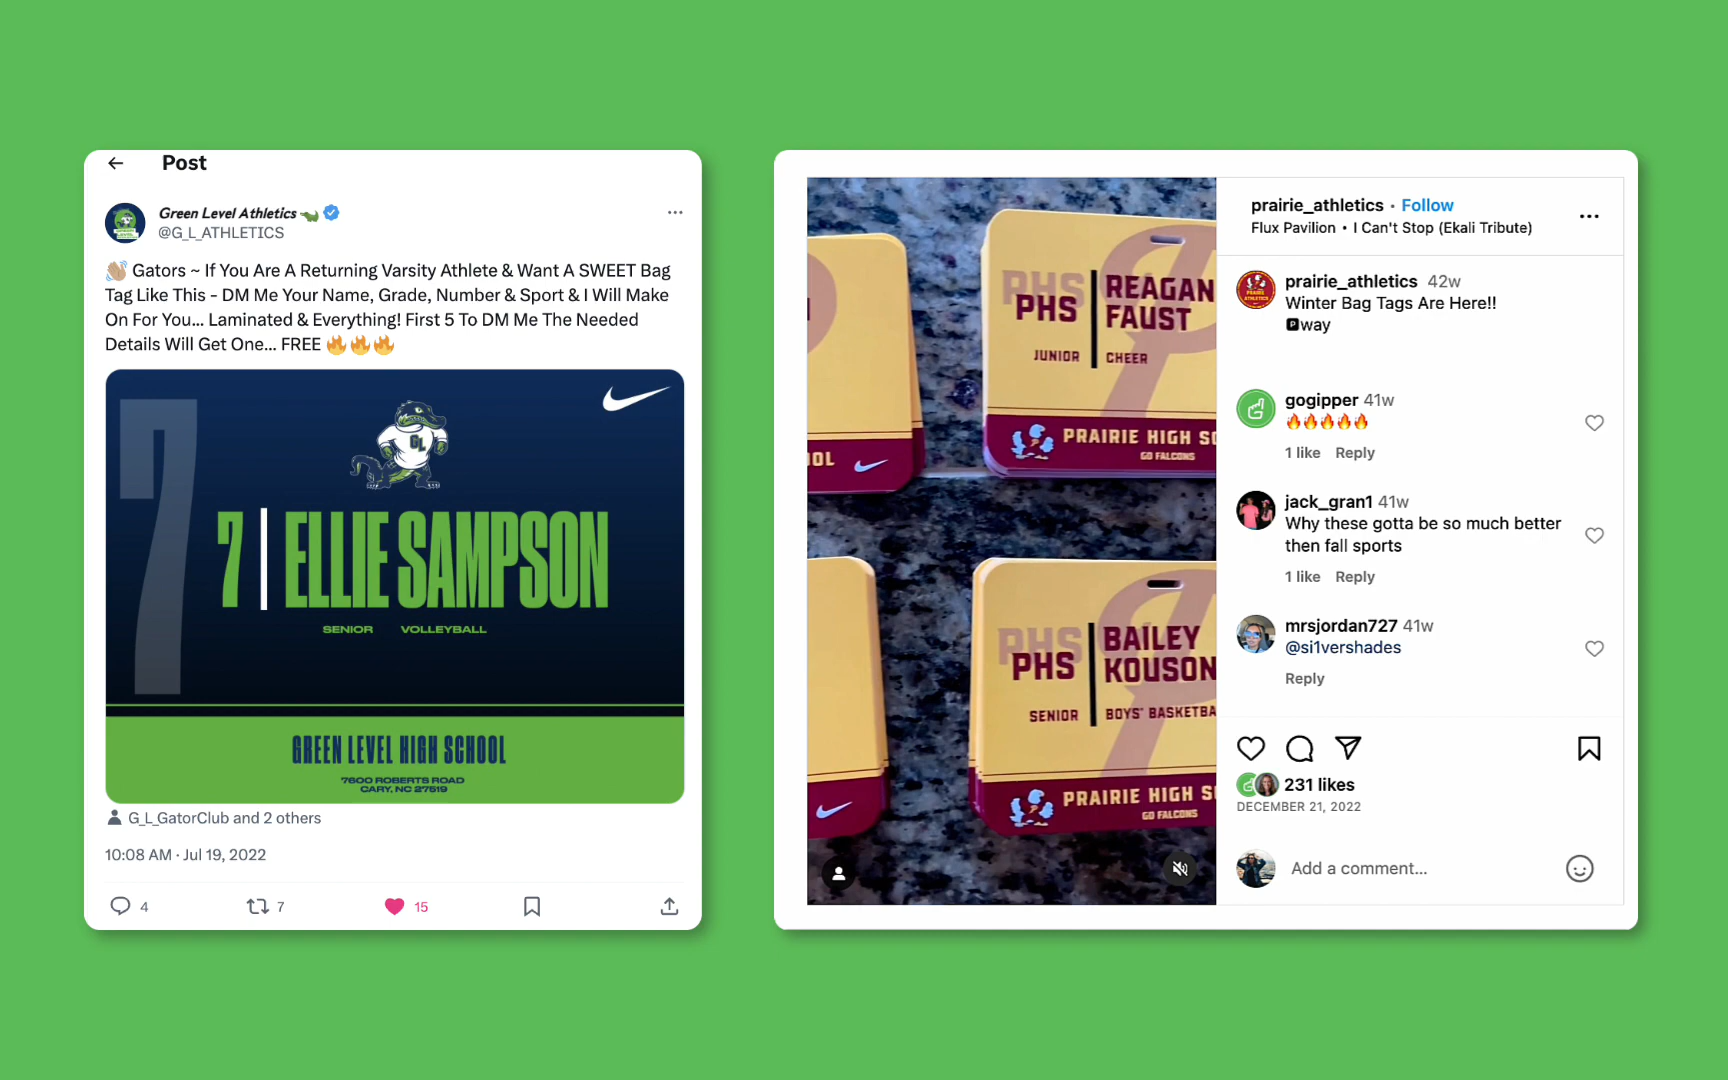 Post
Green Level Athletics
@G_L_ATHLETICS
Gators ~ If You Are A Returning Varsity Athlete & Want A SWEET Bag
Tag Like This - DM Me Your Name, Grade, Number & Sport & I Will Make
On For You... Laminated & Everything! First 5 To DM Me The Needed
Details Will Get One... FREE 🔥🔥🔥
7
GL
7 | ELLIE SAMPSON
SENIOR VOLLEYBALL
GREEN LEVEL HIGH SCHOOL
7600 ROBERTS ROAD
CARY, NC 27519
G_L_GatorClub and 2 others
10:08 AM · Jul 19, 2022
4 7 15
PHS
PHS
REAGAN
FAUST
JUNIOR
CHEER
PRAIRIE HIGH SC
GO FALCONS
OOL
PHS
PHS
BAILEY
KOUSON
SENIOR
BOYS' BASKETBA
PRAIRIE HIGH S
GO FALCONS
prairie_athletics • Follow
Flux Pavilion • I Can't Stop (Ekali Tribute)
prairie_athletics 42w
Winter Bag Tags Are Here!!
🅿️way
gogipper 41w
🔥🔥🔥🔥🔥
1 like Reply
jack_gran1 41w
Why these gotta be so much better
then fall sports
1 like Reply
mrsjordan727 41w
@si1vershades
Reply
231 likes
DECEMBER 21, 2022
Add a comment...